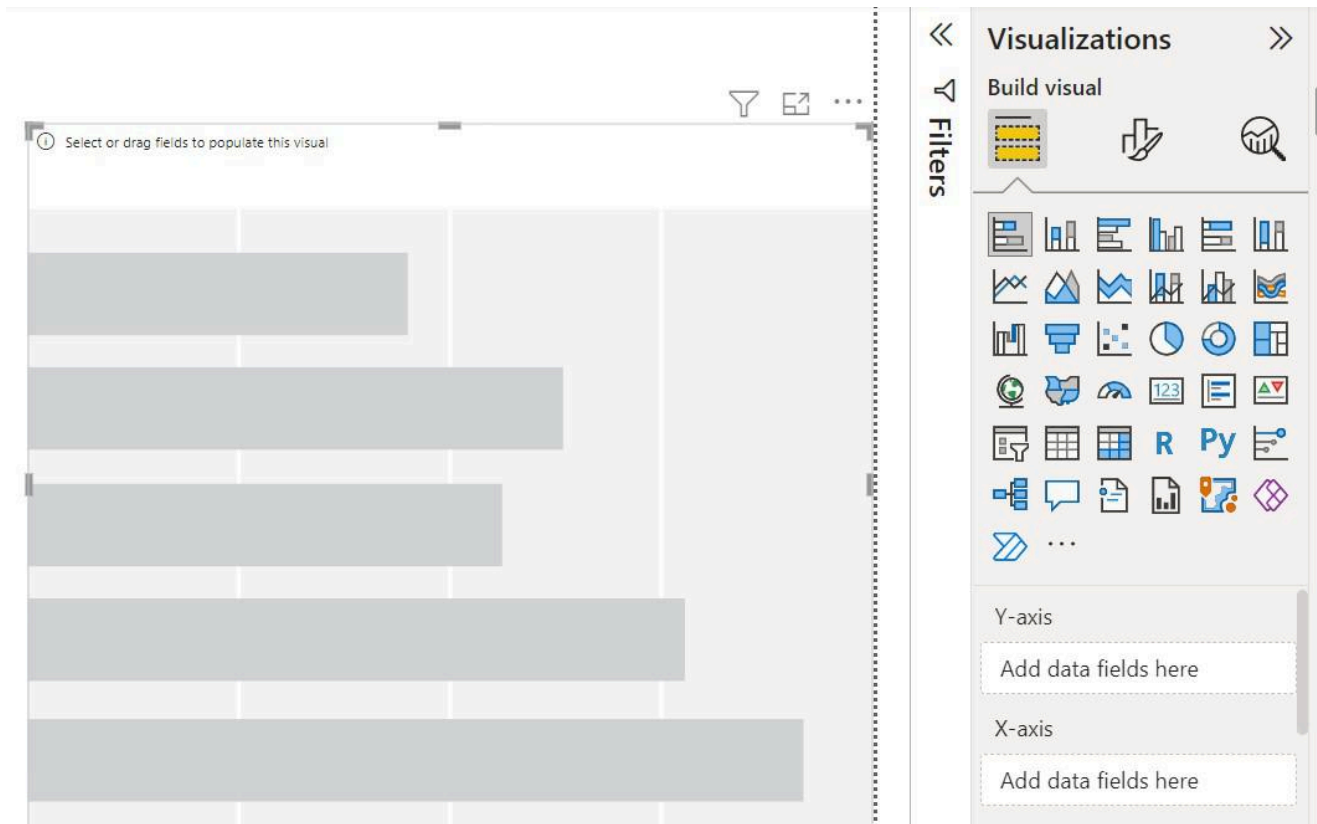 Visualizations
Build visual
Filters
Select or drag fields to populate this visual
123
R
Py
Y-axis
Add data fields here
X-axis
Add data fields here